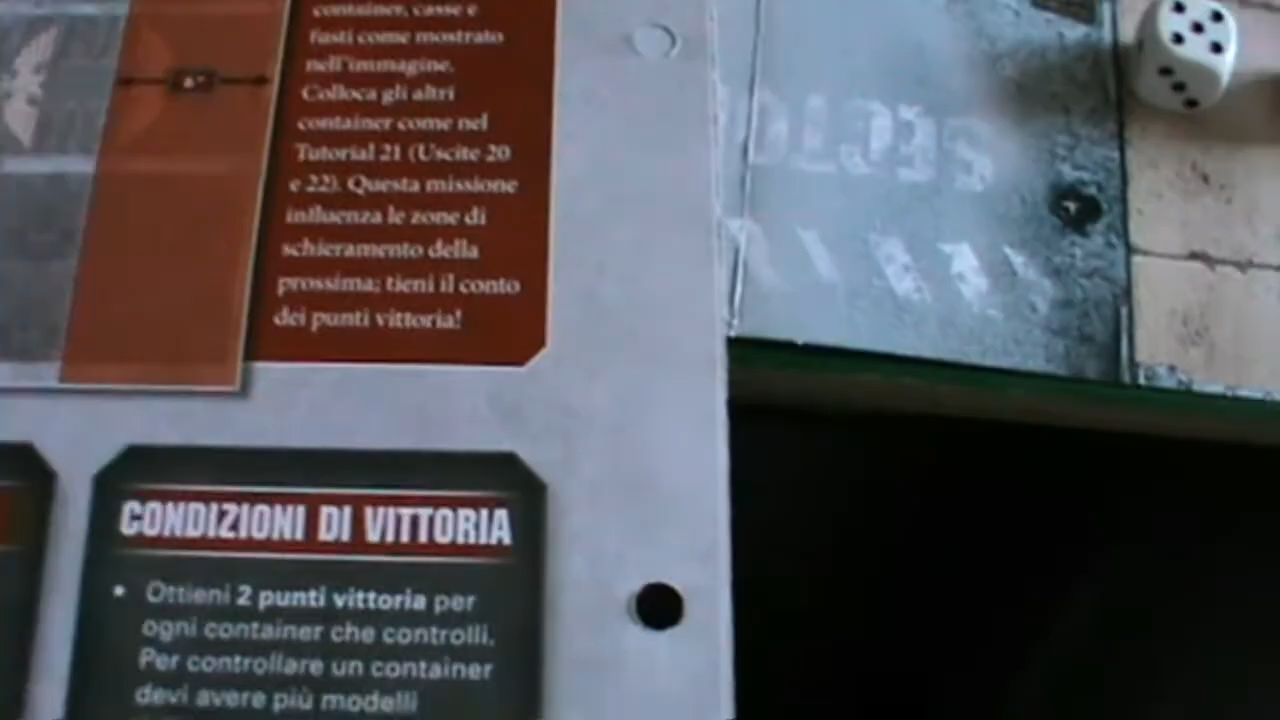 container, casse e
fusti come mostrato
nell'immagine.
Colloca gli altri
container come nel
Tutorial 21 (Uscite 20
e 22). Questa missione
influenza le zone di
schieramento della
prossima; tieni il conto
dei punti vittoria!
6"
CONDIZIONI DI VITTORIA
• Ottieni 2 punti vittoria per
ogni container che controlli.
Per controllare un container
devi avere più modelli